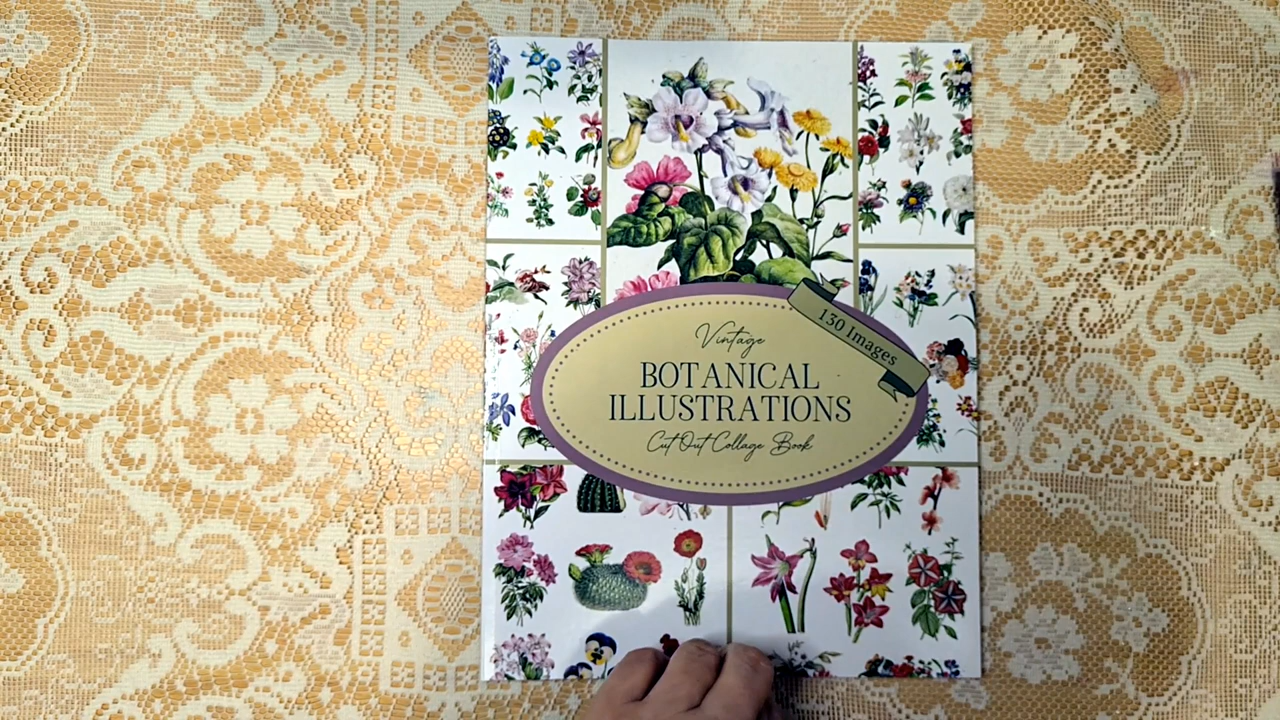 130 Images
Vintage
BOTANICAL
ILLUSTRATIONS
Cut Out Collage Book